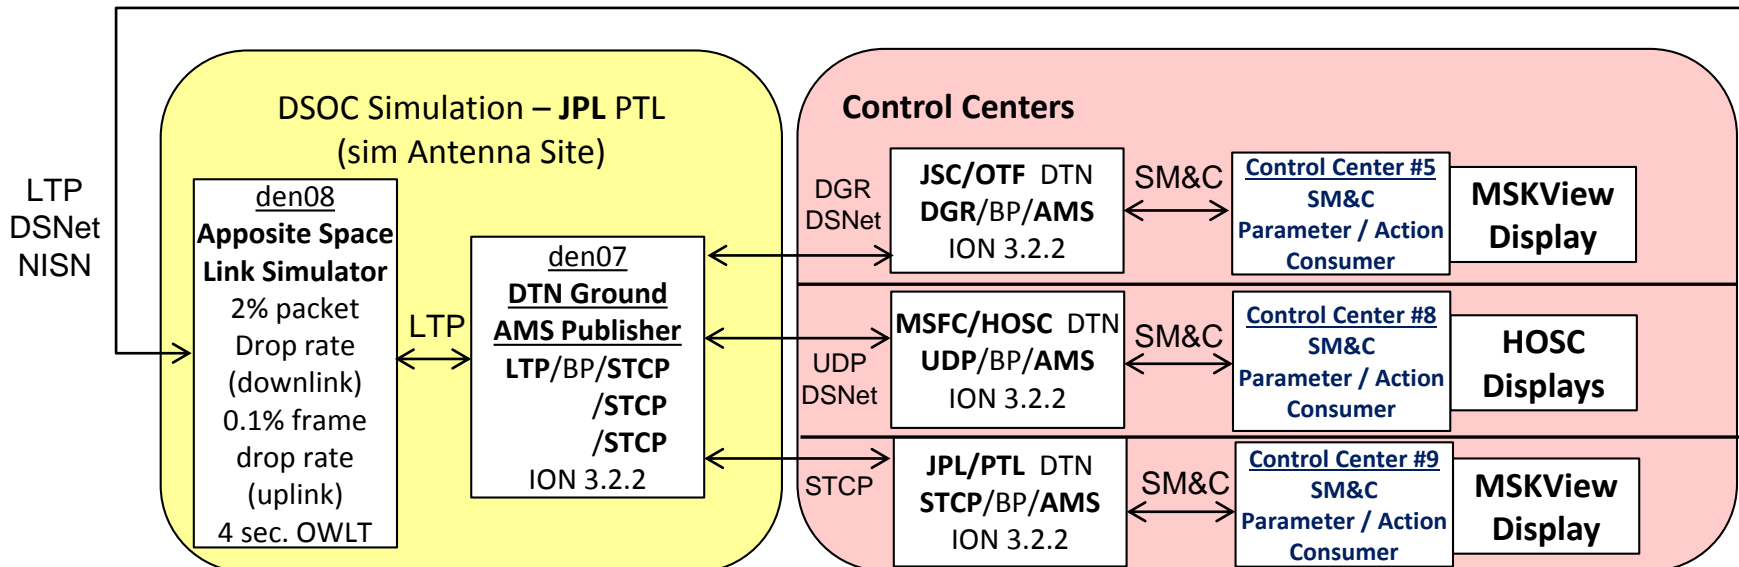 LTP
DSNet
NISN
DSOC Simulation – JPL PTL
(sim Antenna Site)
den08
Apposite Space
Link Simulator
2% packet
Drop rate
(downlink)
0.1% frame
drop rate
(uplink)
4 sec. OWLT
LTP
den07
DTN Ground
AMS Publisher
LTP/BP/STCP
/STCP
/STCP
ION 3.2.2
Control Centers
DGR
DSNet
JSC/OTF DTN
DGR/BP/AMS
ION 3.2.2
SM&C
Control Center #5
SM&C
Parameter / Action
Consumer
MSKView
Display
UDP
DSNet
MSFC/HOSC DTN
UDP/BP/AMS
ION 3.2.2
SM&C
Control Center #8
SM&C
Parameter / Action
Consumer
HOSC
Displays
STCP
JPL/PTL DTN
STCP/BP/AMS
ION 3.2.2
SM&C
Control Center #9
SM&C
Parameter / Action
Consumer
MSKView
Display